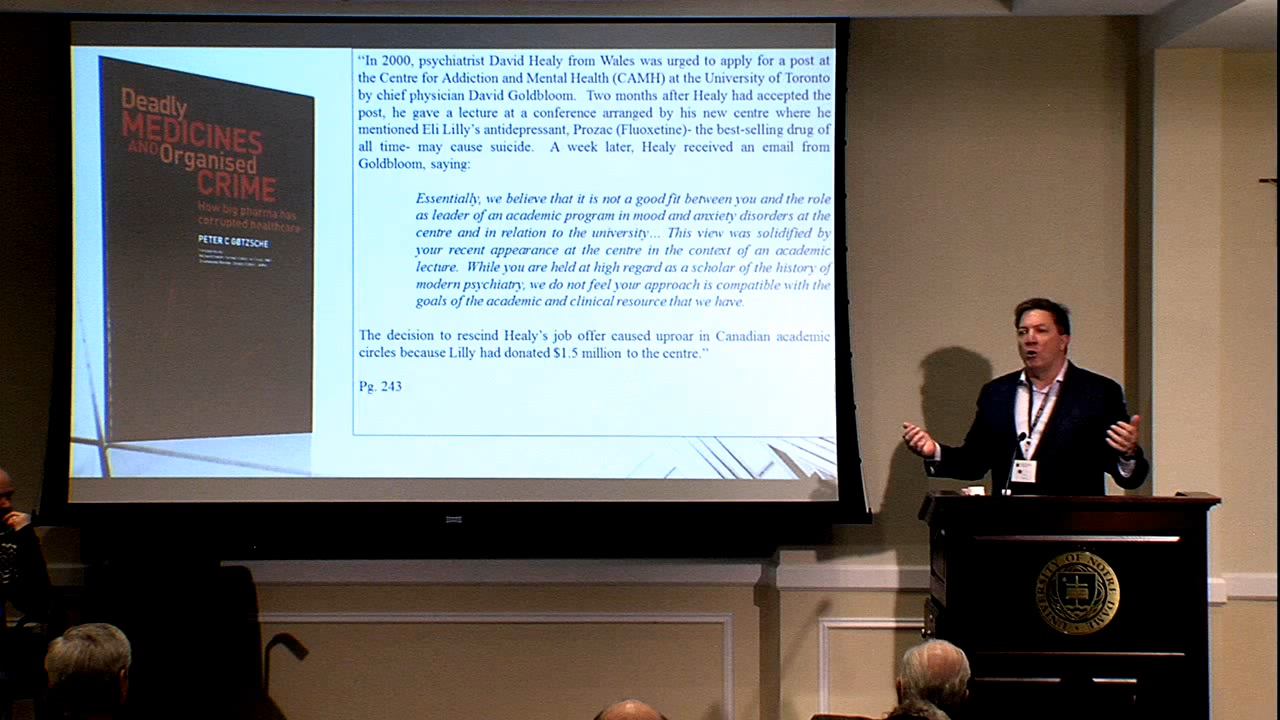 Deadly
MEDICINES
AND Organised
CRIME
How big pharma has
corrupted healthcare
PETER C GØTZSCHE
“In 2000, psychiatrist David Healy from Wales was urged to apply for a post at
the Centre for Addiction and Mental Health (CAMH) at the University of Toronto
by chief physician David Goldbloom. Two months after Healy had accepted the
post, he gave a lecture at a conference arranged by his new centre where he
mentioned Eli Lilly’s antidepressant, Prozac (Fluoxetine)- the best-selling drug of
all time- may cause suicide. A week later, Healy received an email from
Goldbloom, saying:
Essentially, we believe that it is not a good fit between you and the role
as leader of an academic program in mood and anxiety disorders at the
centre and in relation to the university… This view was solidified by
your recent appearance at the centre in the context of an academic
lecture. While you are held at high regard as a scholar of the history of
modern psychiatry, we do not feel your approach is compatible with the
goals of the academic and clinical resource that we have.
The decision to rescind Healy’s job offer caused uproar in Canadian academic
circles because Lilly had donated $1.5 million to the centre.”
Pg. 243
UNIVERSITY OF NOTRE DAME